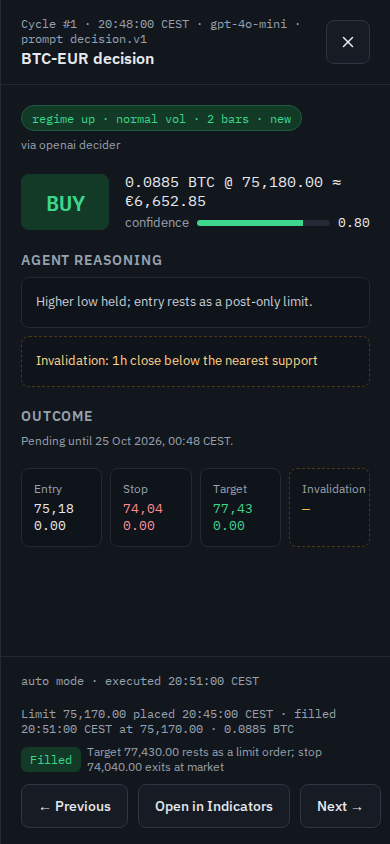 Cycle #1 · 20:48:00 CEST · gpt-4o-mini ·
prompt decision.v1
BTC-EUR decision
×
regime up · normal vol · 2 bars · new
via openai decider
BUY
0.0885 BTC @ 75,180.00 ≈
€6,652.85
confidence 0.80
AGENT REASONING
Higher low held; entry rests as a post-only limit.
Invalidation: 1h close below the nearest support
OUTCOME
Pending until 25 Oct 2026, 00:48 CEST.
Entry Stop Target Invalidation
75,18 74,04 77,43 —
0.00 0.00 0.00
auto mode · executed 20:51:00 CEST
Limit 75,170.00 placed 20:45:00 CEST · filled
20:51:00 CEST at 75,170.00 · 0.0885 BTC
Filled
Target 77,430.00 rests as a limit order; stop
74,040.00 exits at market
← Previous Open in Indicators Next →